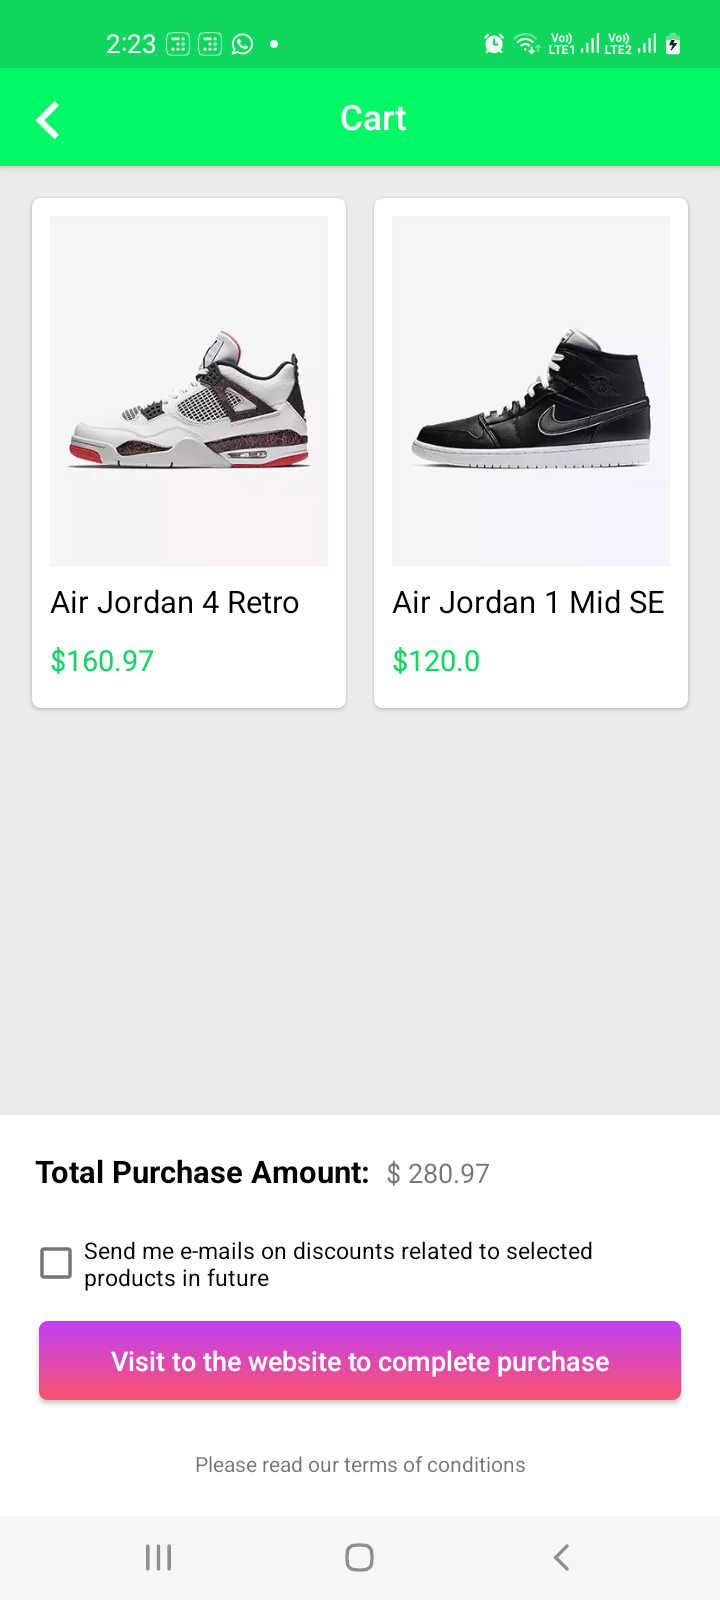 2:23
Vo)) LTE1 Vo)) LTE2
Cart
Air Jordan 4 Retro
$160.97
Air Jordan 1 Mid SE
$120.0
Total Purchase Amount: $ 280.97
Send me e-mails on discounts related to selected
products in future
Visit to the website to complete purchase
Please read our terms of conditions